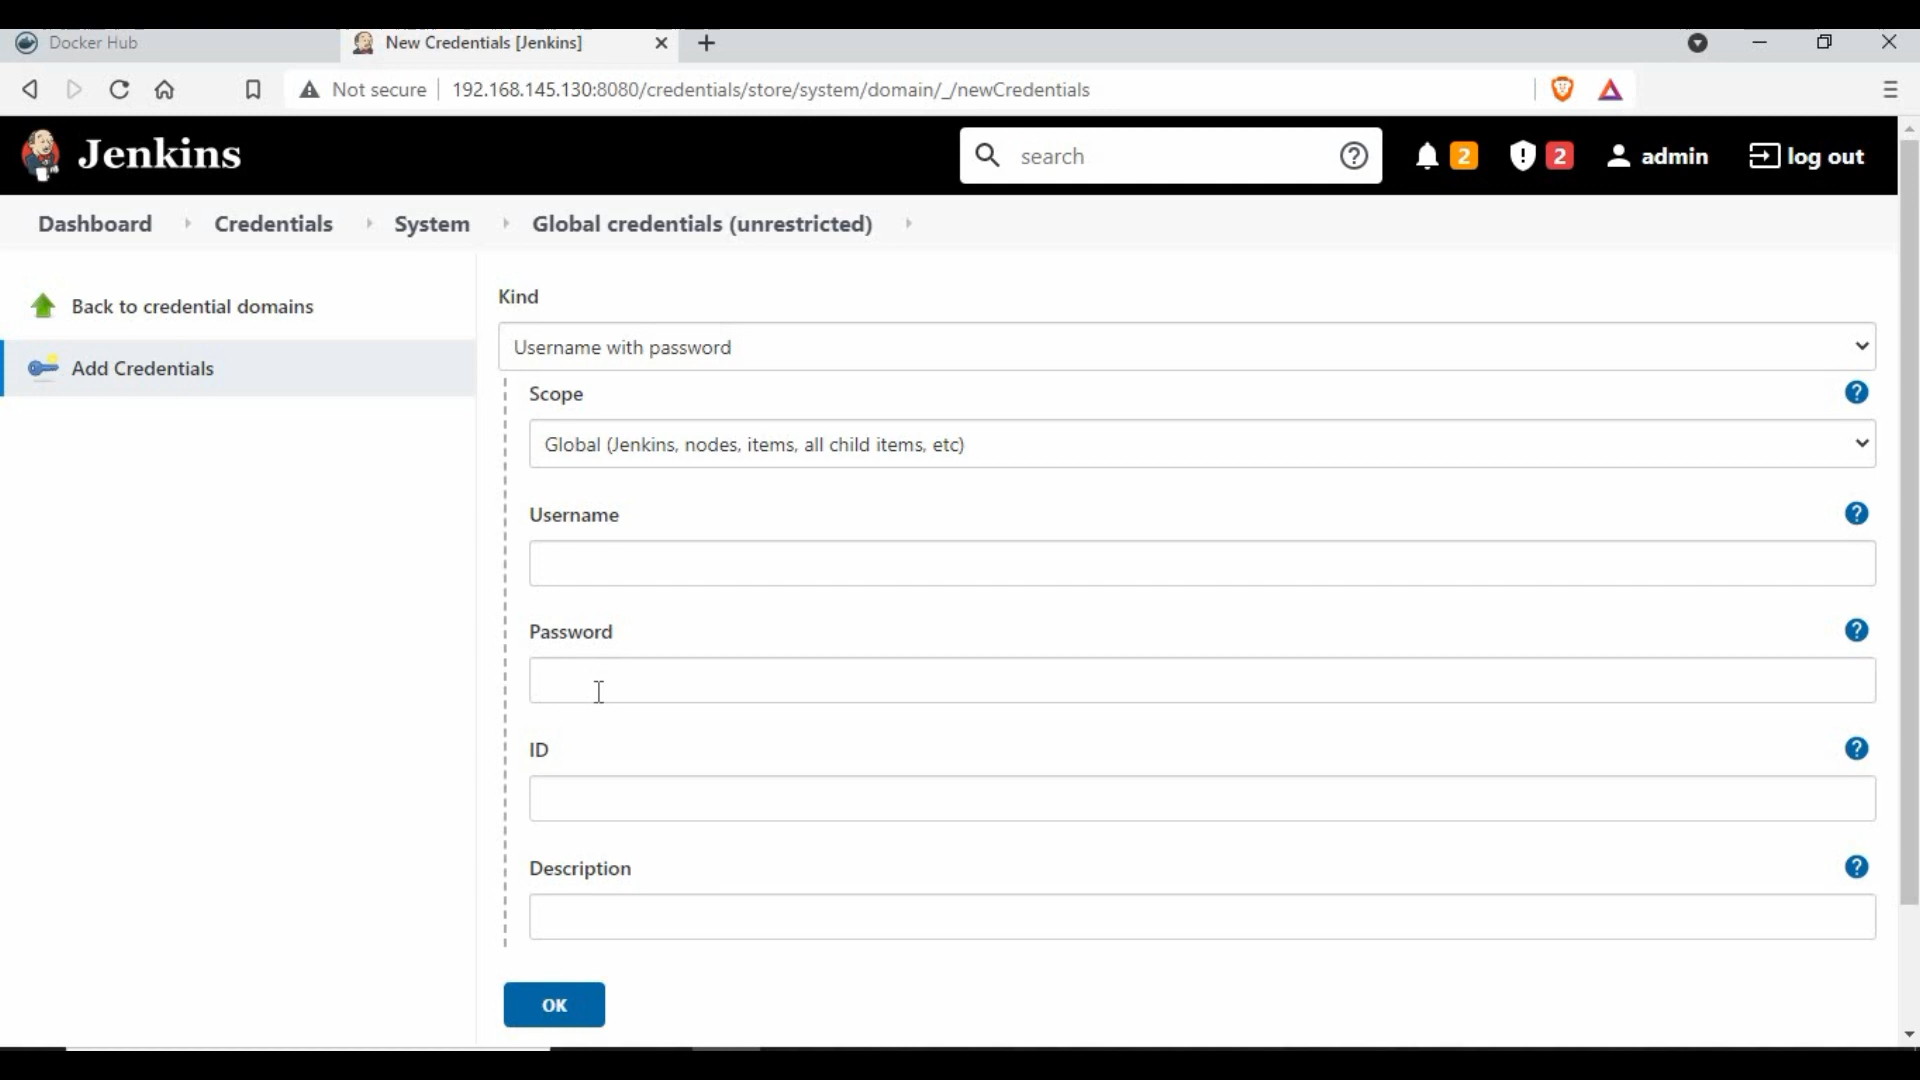 Docker Hub
New Credentials [Jenkins]
Not secure
192.168.145.130:8080/credentials/store/system/domain/_/newCredentials
Jenkins
search
2
2
admin
log out
Dashboard
Credentials
System
Global credentials (unrestricted)
Back to credential domains
Add Credentials
Kind
Username with password
Scope
Global (Jenkins, nodes, items, all child items, etc)
Username
Password
ID
Description
OK